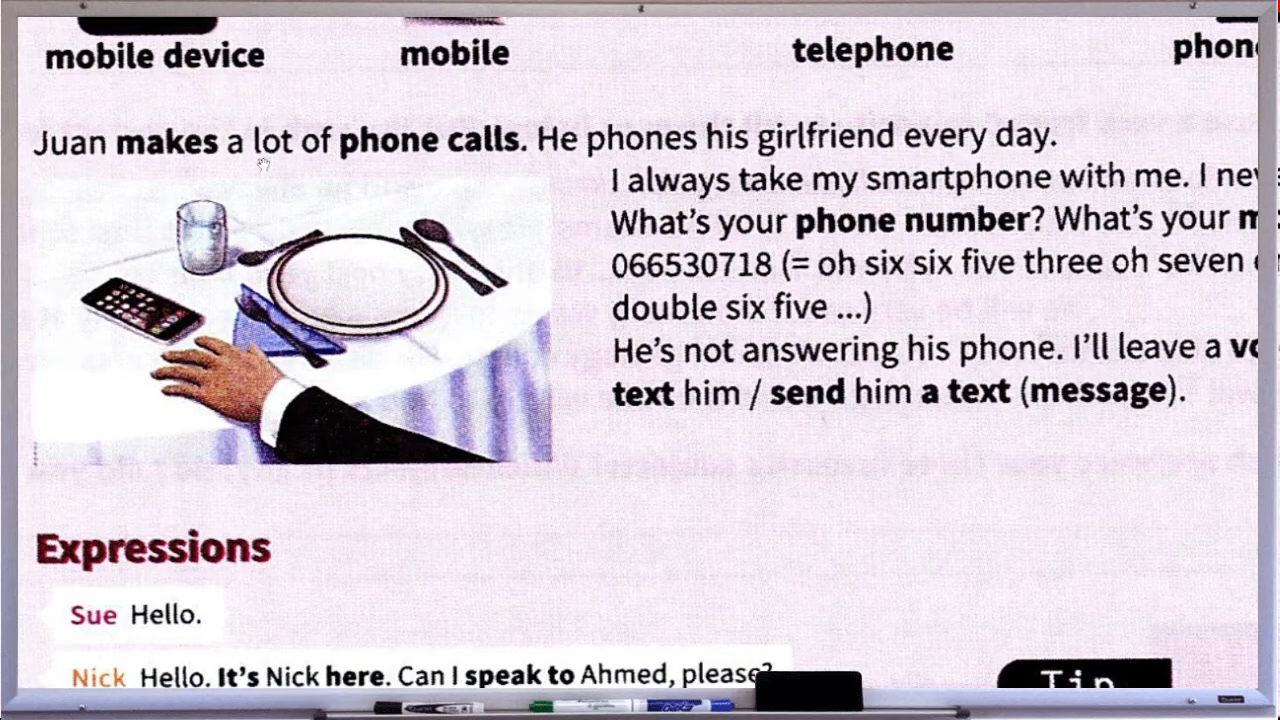 mobile device mobile telephone
Juan makes a lot of phone calls. He phones his girlfriend every day.
I always take my smartphone with me. I
What's your phone number? What's your
066530718 (= oh six six five three oh seven
double six five ...)
He's not answering his phone. I'll leave a
text him / send him a text (message).
Expressions
Sue Hello.
Nick Hello. It's Nick here. Can I speak to Ahmed, please?
Tip